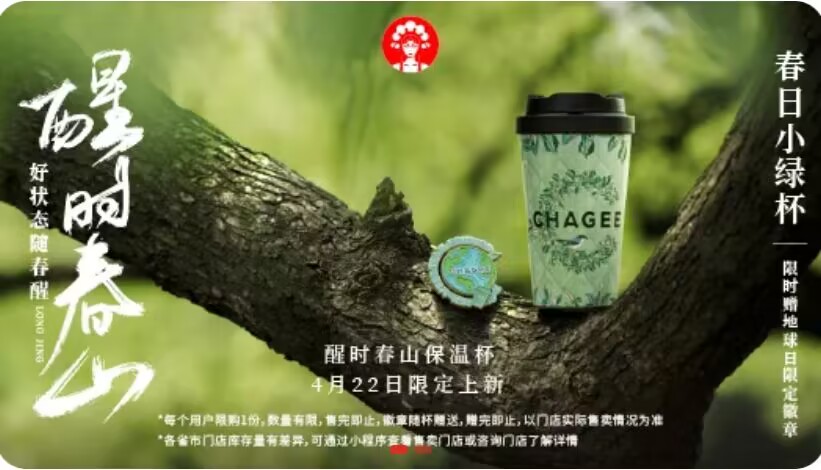 醒时春山
好状态随春醒
CHAGEE
春日小绿杯
限时赠地球日限定徽章
醒时春山保温杯
4月22日限定上新
*每个用户限购1份,数量有限,售完即止,徽章随杯赠送,赠完即止,以门店实际售卖情况为准
*各省市门店库存量有差异,可通过小程序查看售卖门店或咨询门店了解详情